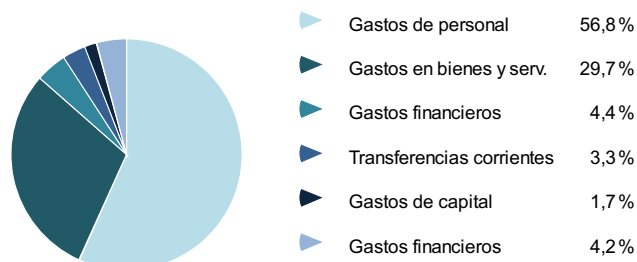 Gastos de personal 56,8 %
Gastos en bienes y serv. 29,7 %
Gastos financieros 4,4 %
Transferencias corrientes 3,3 %
Gastos de capital 1,7 %
Gastos financieros 4,2 %